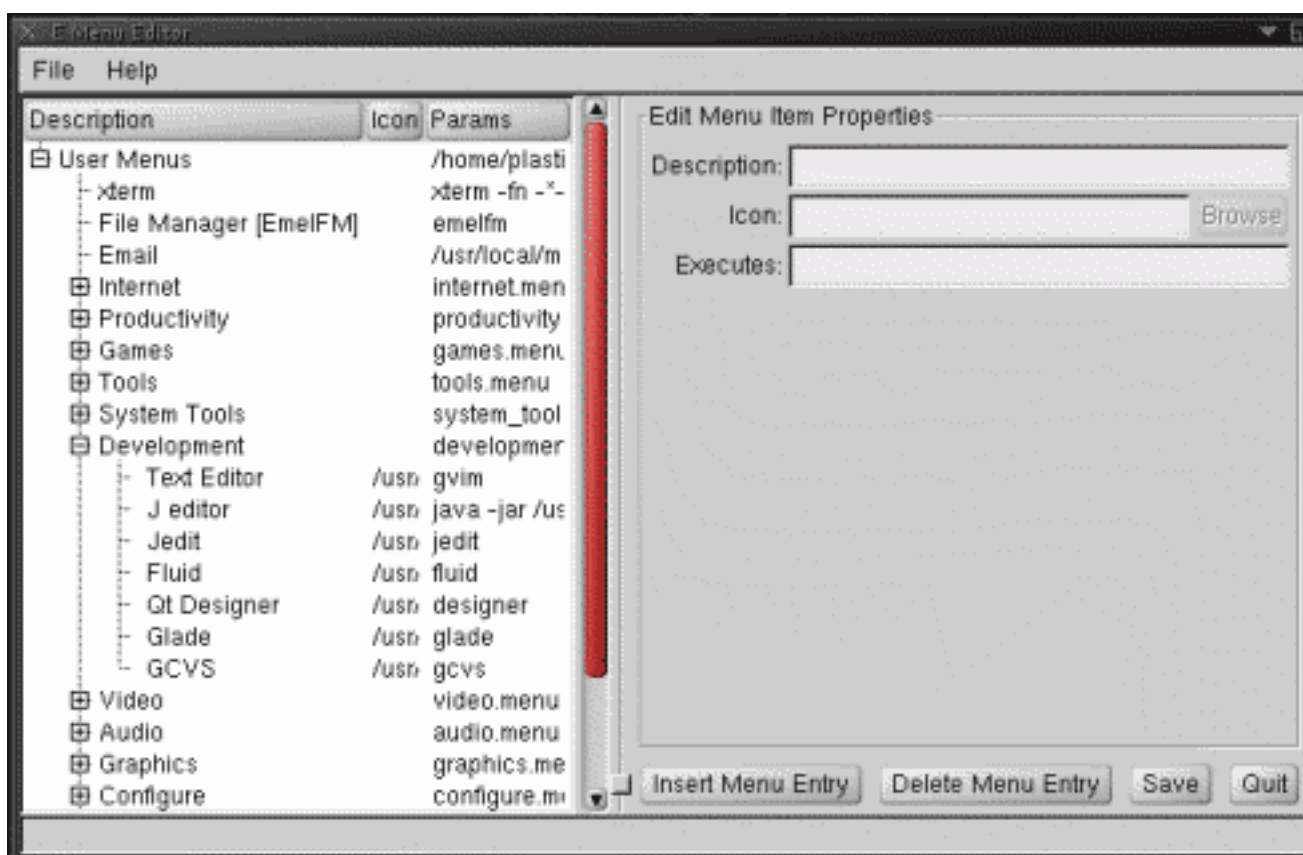 E Menu Editor
File Help
Description Icon Params
User Menus /home/plasti
xterm xterm -fn -*-
File Manager [EmelFM] emelfm
Email /usr/local/m
Internet internet.men
Productivity productivity
Games games.menu
Tools tools.menu
System Tools system_tool
Development developmen
Text Editor /usr/ gvim
J editor /usr/ java -jar /us
Jedit /usr/ jedit
Fluid /usr/ fluid
Qt Designer /usr/ designer
Glade /usr/ glade
GCVS /usr/ gcvs
Video video.menu
Audio audio.menu
Graphics graphics.me
Configure configure.m
Edit Menu Item Properties
Description:
Icon: Browse
Executes:
Insert Menu Entry Delete Menu Entry Save Quit